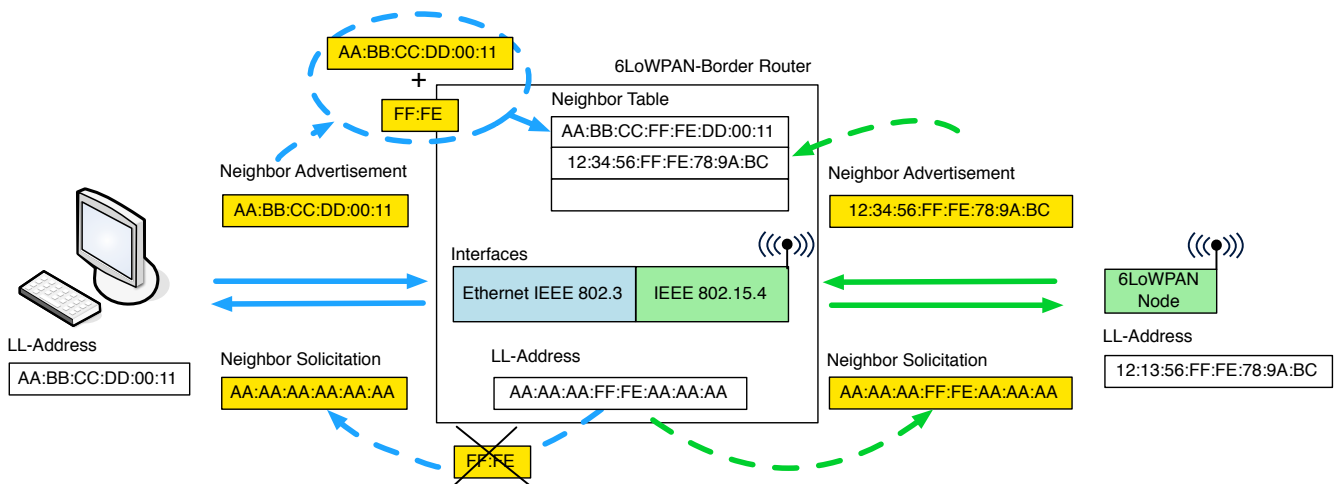 AA:BB:CC:DD:00:11
+
FF:FE
6LoWPAN-Border Router
Neighbor Table
AA:BB:CC:FF:FE:DD:00:11
12:34:56:FF:FE:78:9A:BC
Neighbor Advertisement
AA:BB:CC:DD:00:11
Neighbor Advertisement
12:34:56:FF:FE:78:9A:BC
Interfaces
Ethernet IEEE 802.3
IEEE 802.15.4
6LoWPAN
Node
LL-Address
AA:BB:CC:DD:00:11
Neighbor Solicitation
AA:AA:AA:AA:AA:AA
LL-Address
AA:AA:AA:FF:FE:AA:AA:AA
Neighbor Solicitation
AA:AA:AA:FF:FE:AA:AA:AA
LL-Address
12:13:56:FF:FE:78:9A:BC
FF:FE